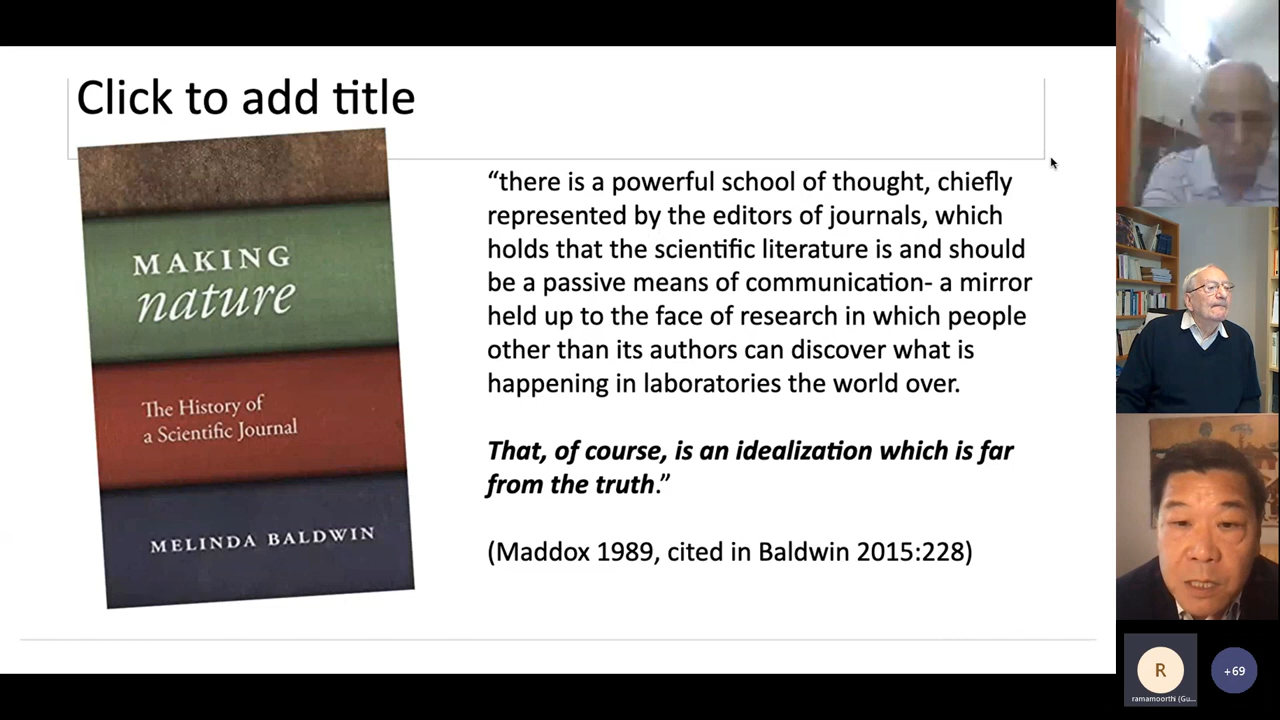 Click to add title
MAKING
nature
The History of
a Scientific Journal
MELINDA BALDWIN
“there is a powerful school of thought, chiefly
represented by the editors of journals, which
holds that the scientific literature is and should
be a passive means of communication- a mirror
held up to the face of research in which people
other than its authors can discover what is
happening in laboratories the world over.
That, of course, is an idealization which is far
from the truth.”
(Maddox 1989, cited in Baldwin 2015:228)
R
ramamoorthi (Gu...
+69